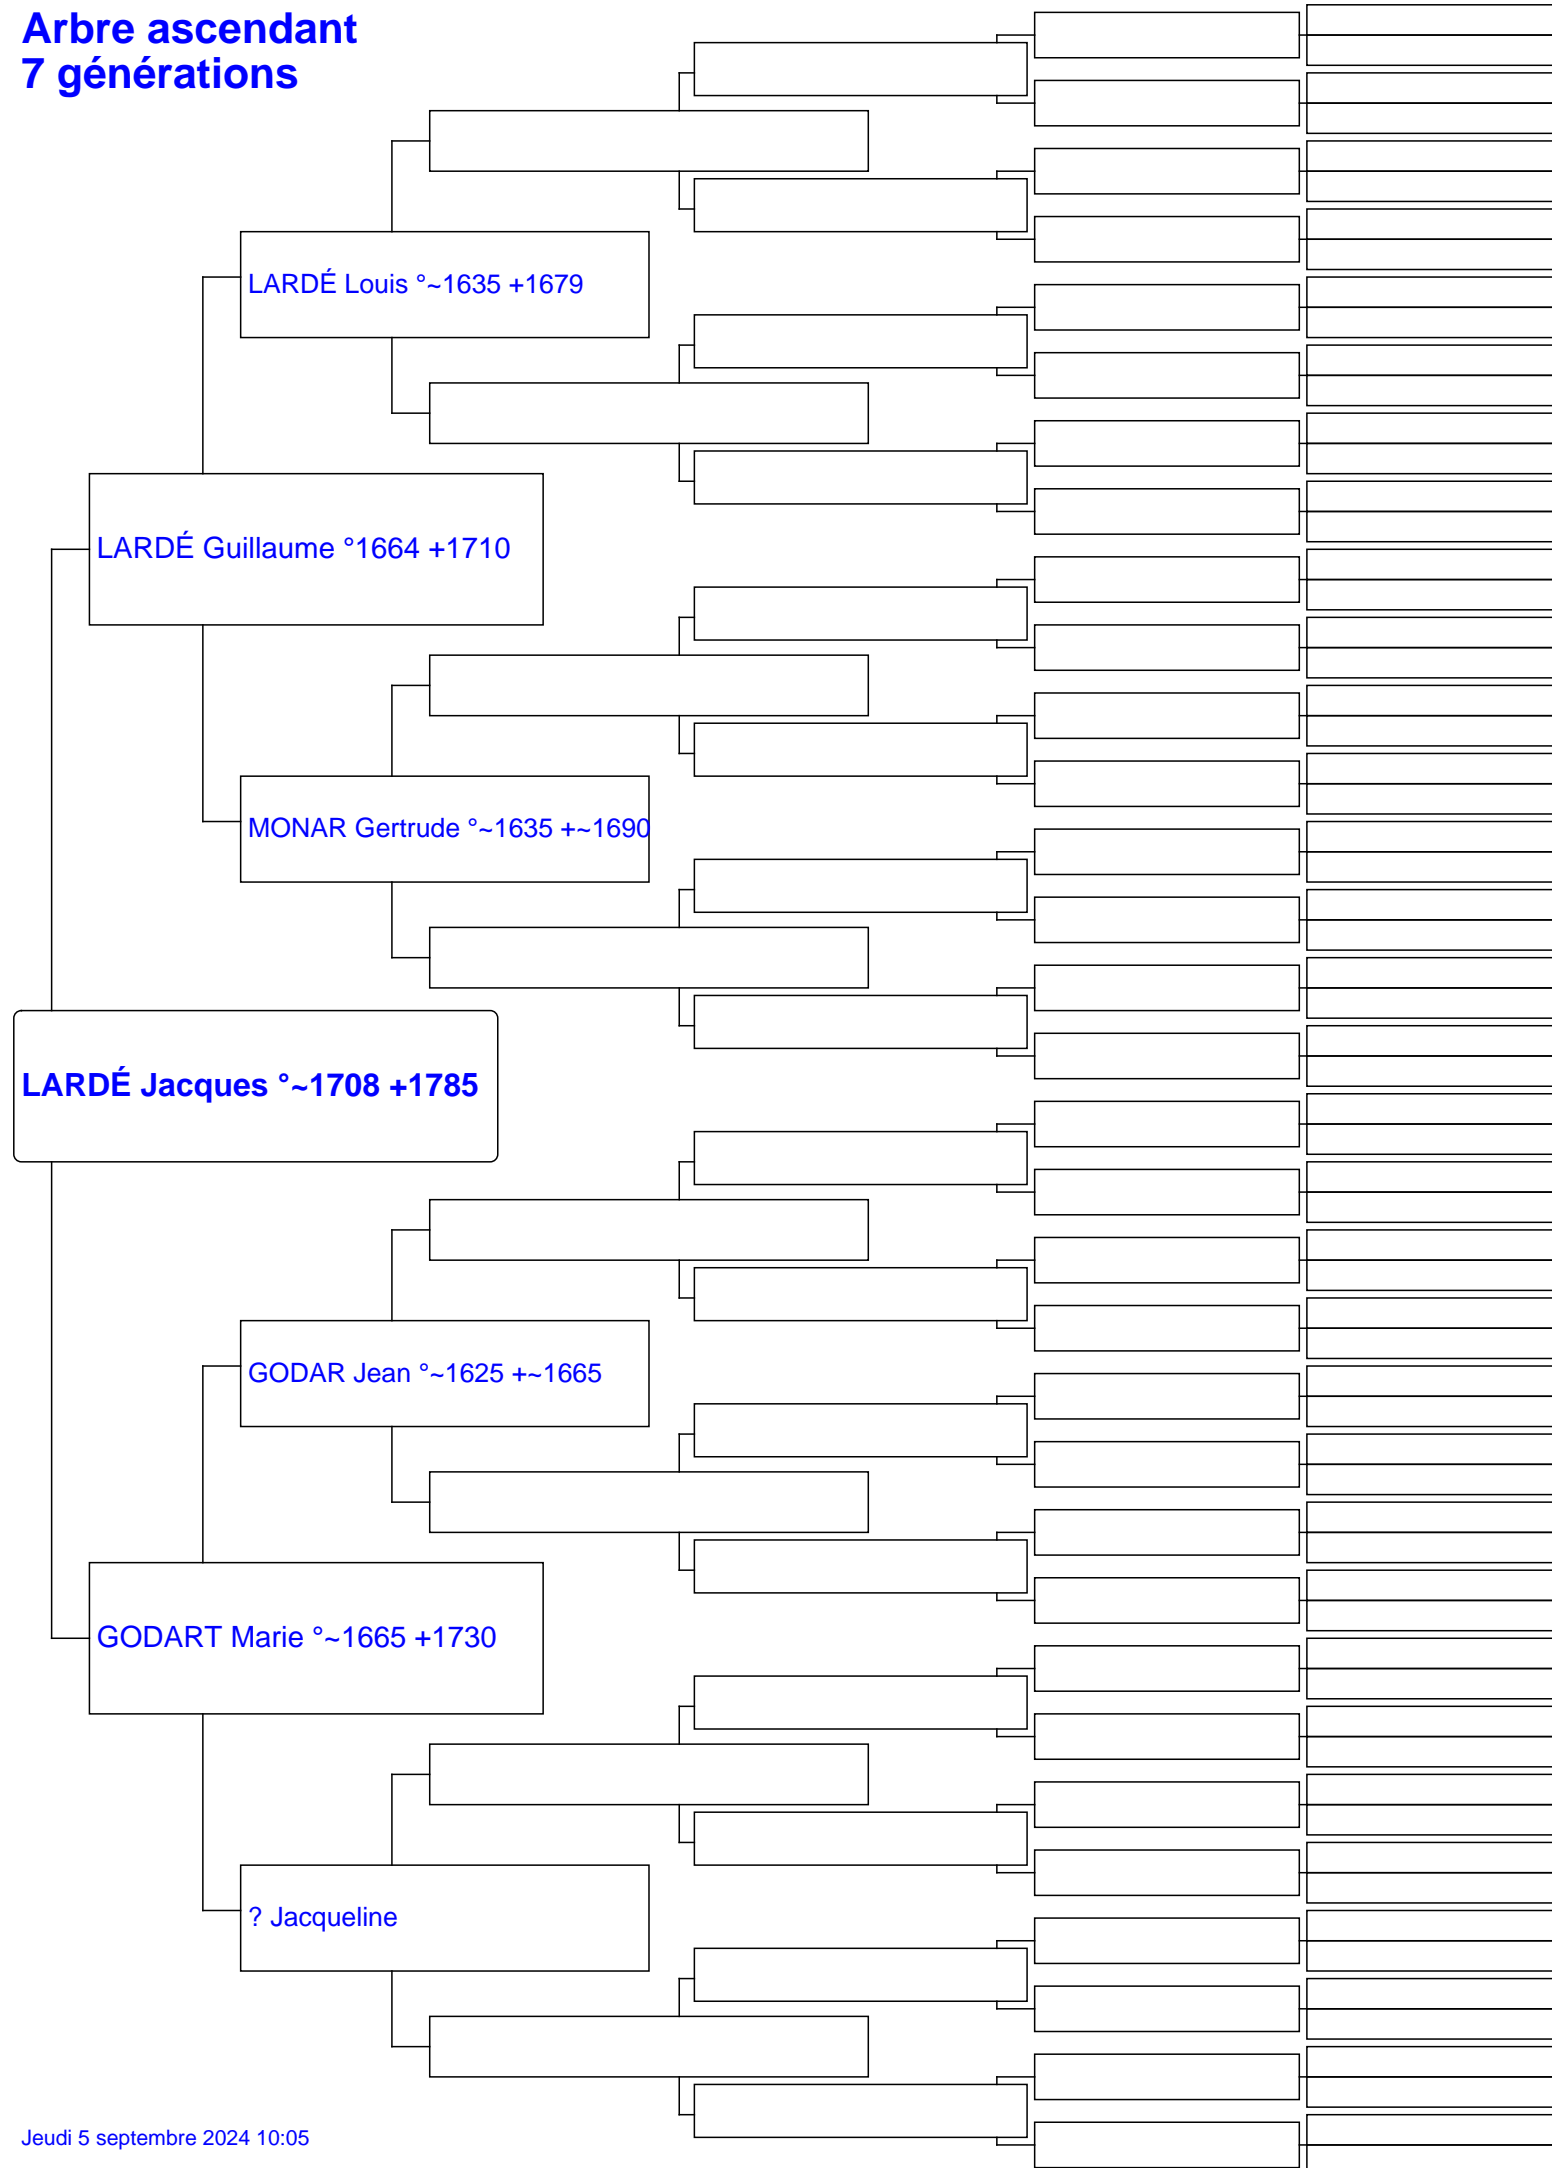 Arbre ascendant
7 générations
LARDÉ Louis °~1635 +1679
LARDÉ Guillaume °1664 +1710
MONAR Gertrude °~1635 +~1690
LARDÉ Jacques °~1708 +1785
GODAR Jean °~1625 +~1665
GODART Marie °~1665 +1730
? Jacqueline
Jeudi 5 septembre 2024 10:05